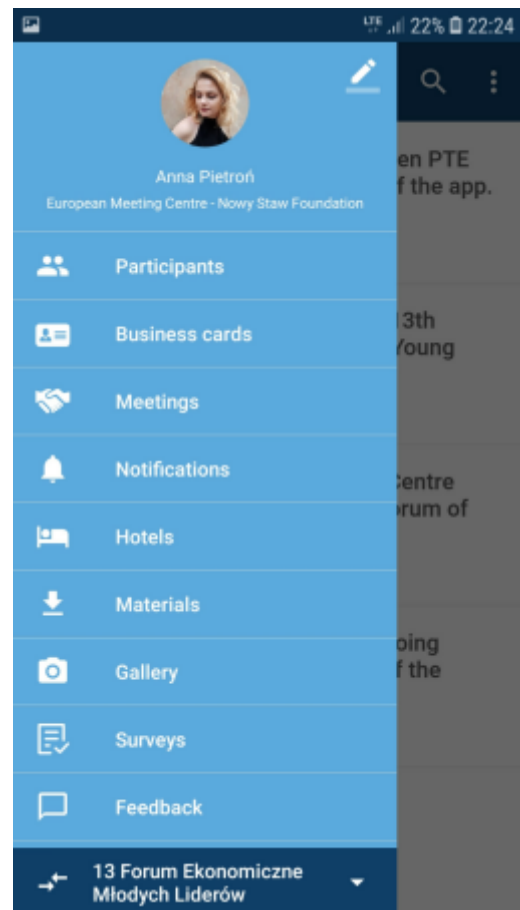 LTE 22% 22:24
Anna Pietroń
European Meeting Centre - Nowy Staw Foundation
Participants
Business cards
Meetings
Notifications
Hotels
Materials
Gallery
Surveys
Feedback
13 Forum Ekonomiczne
Młodych Liderów
en PTE
f the app.
13th
Young
Centre
orum of
oing
f the